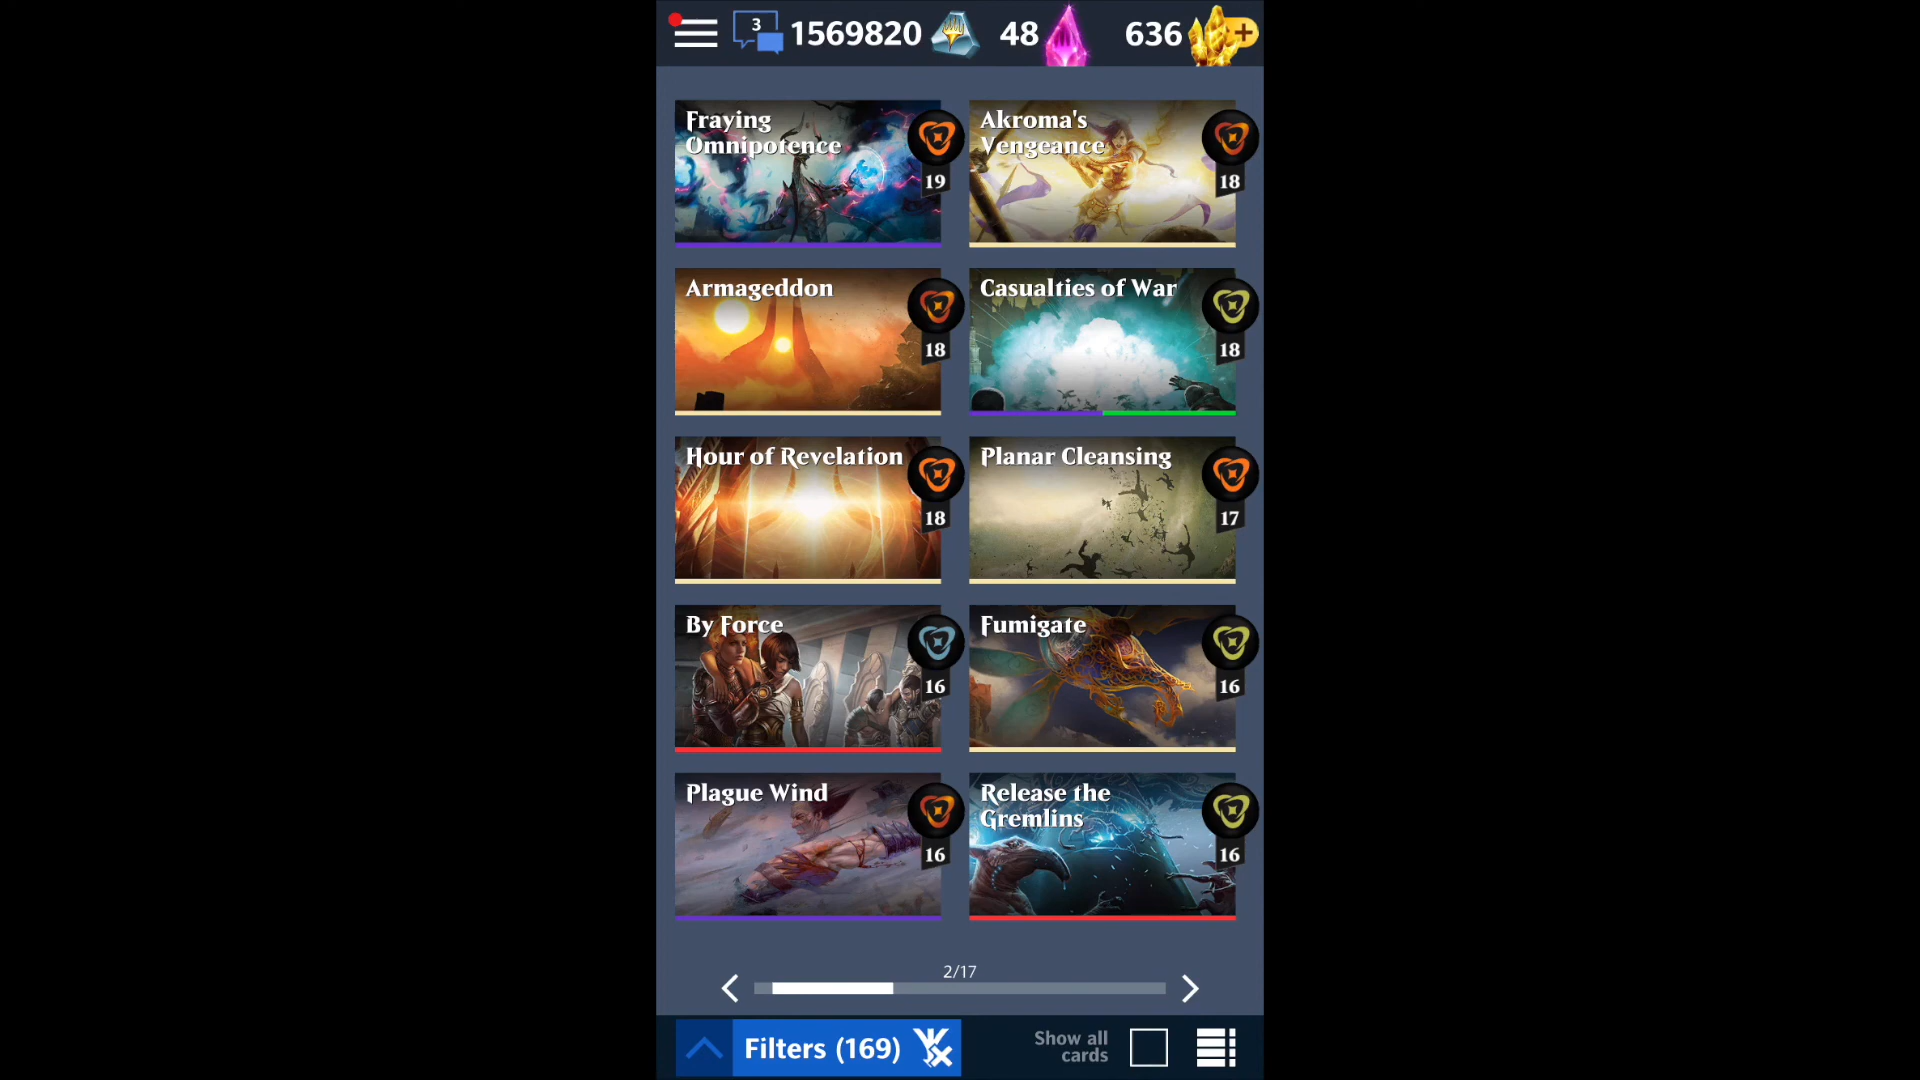 3 1569820 48 636 +
Fraying
Omnipotence
19
Akroma's
Vengeance
18
Armageddon
18
Casualties of War
18
Hour of Revelation
18
Planar Cleansing
17
By Force
16
Fumigate
16
Plague Wind
16
Release the
Gremlins
16
2/17
Filters (169)
Show all
cards